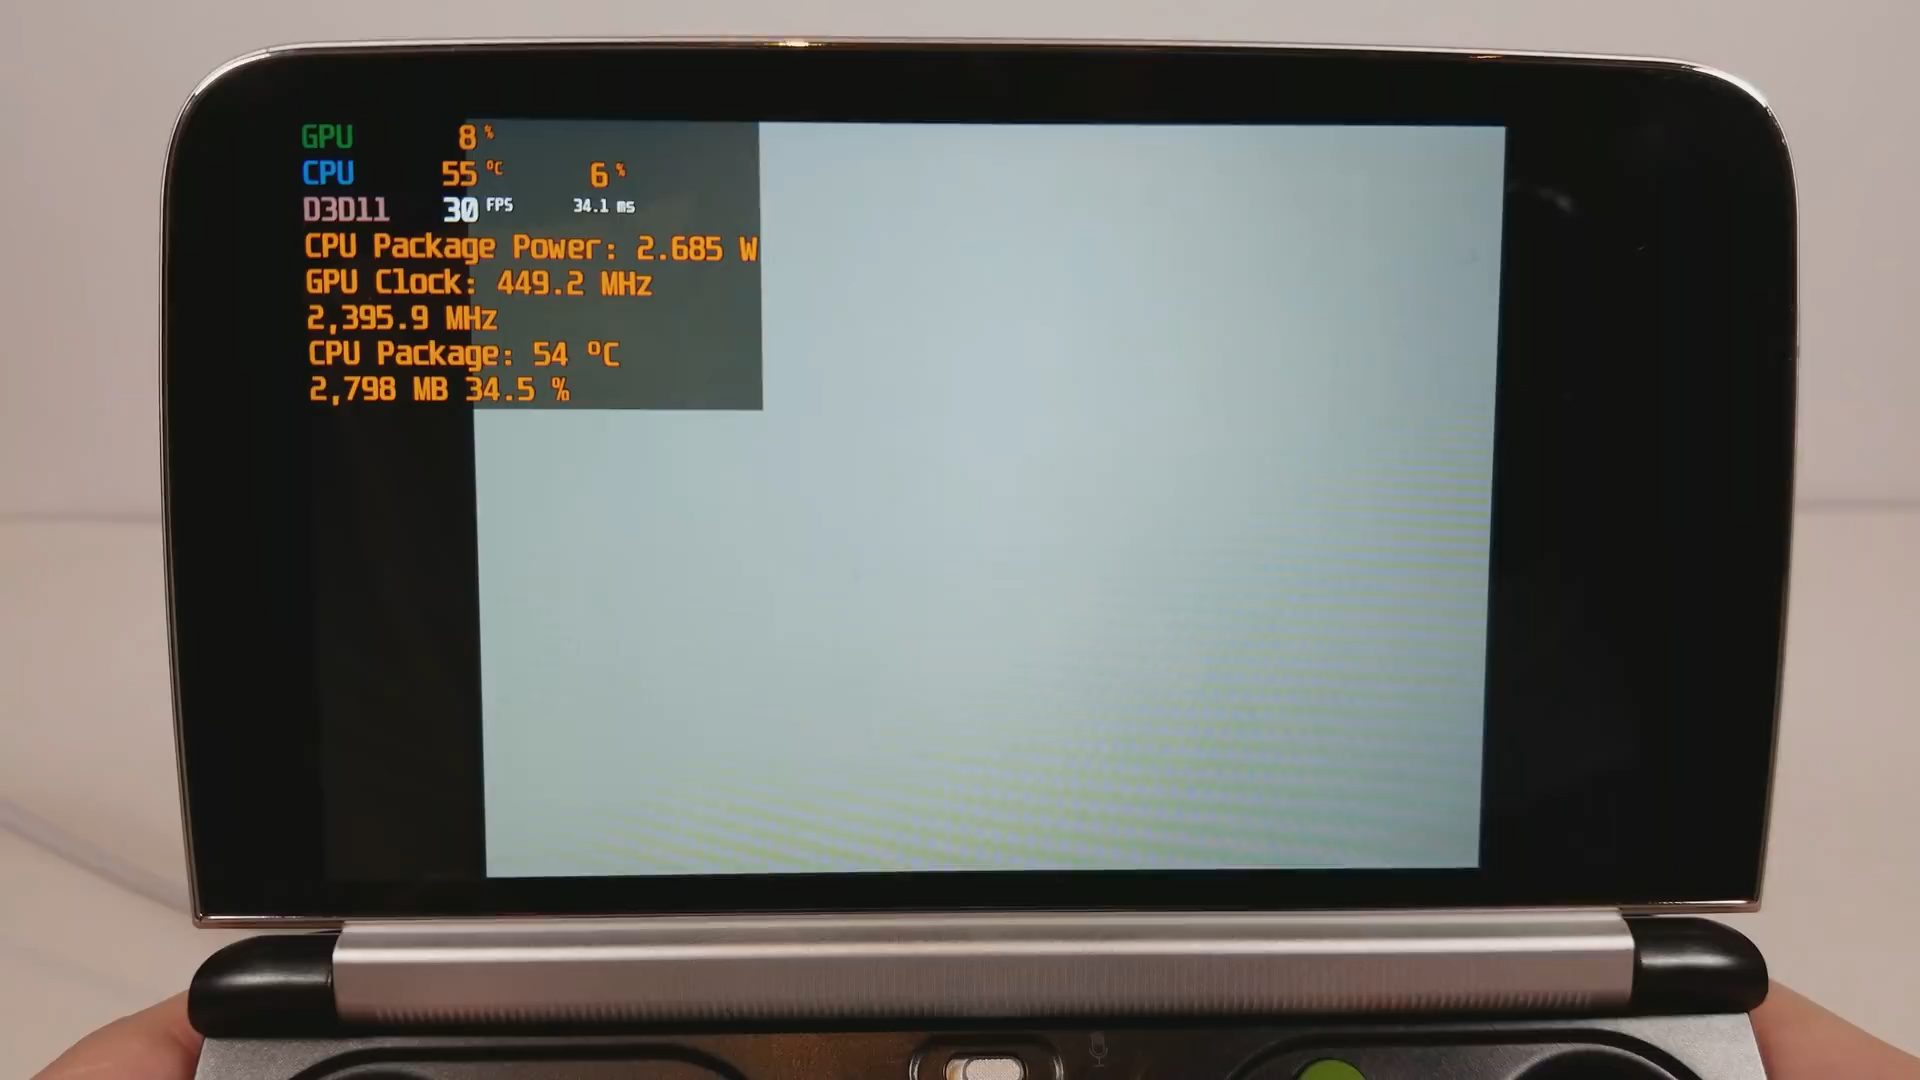 GPU 8 %
CPU 55 °C 6 %
D3D11 30 FPS 34.1 ms
CPU Package Power: 2.685 W
GPU Clock: 449.2 MHz
2,395.9 MHz
CPU Package: 54 °C
2,798 MB 34.5 %